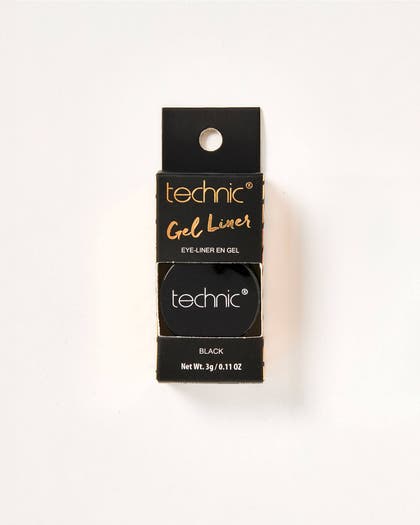 technic®
Gel Liner
EYE-LINER EN GEL
technic®
BLACK
Net Wt. 3g/0.11 OZ